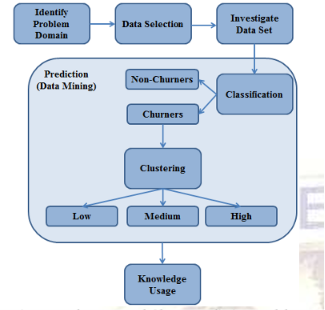 Identify
Problem
Domain
Data Selection
Investigate
Data Set
Prediction
(Data Mining)
Non-Churners
Classification
Churners
Clustering
Low
Medium
High
Knowledge
Usage